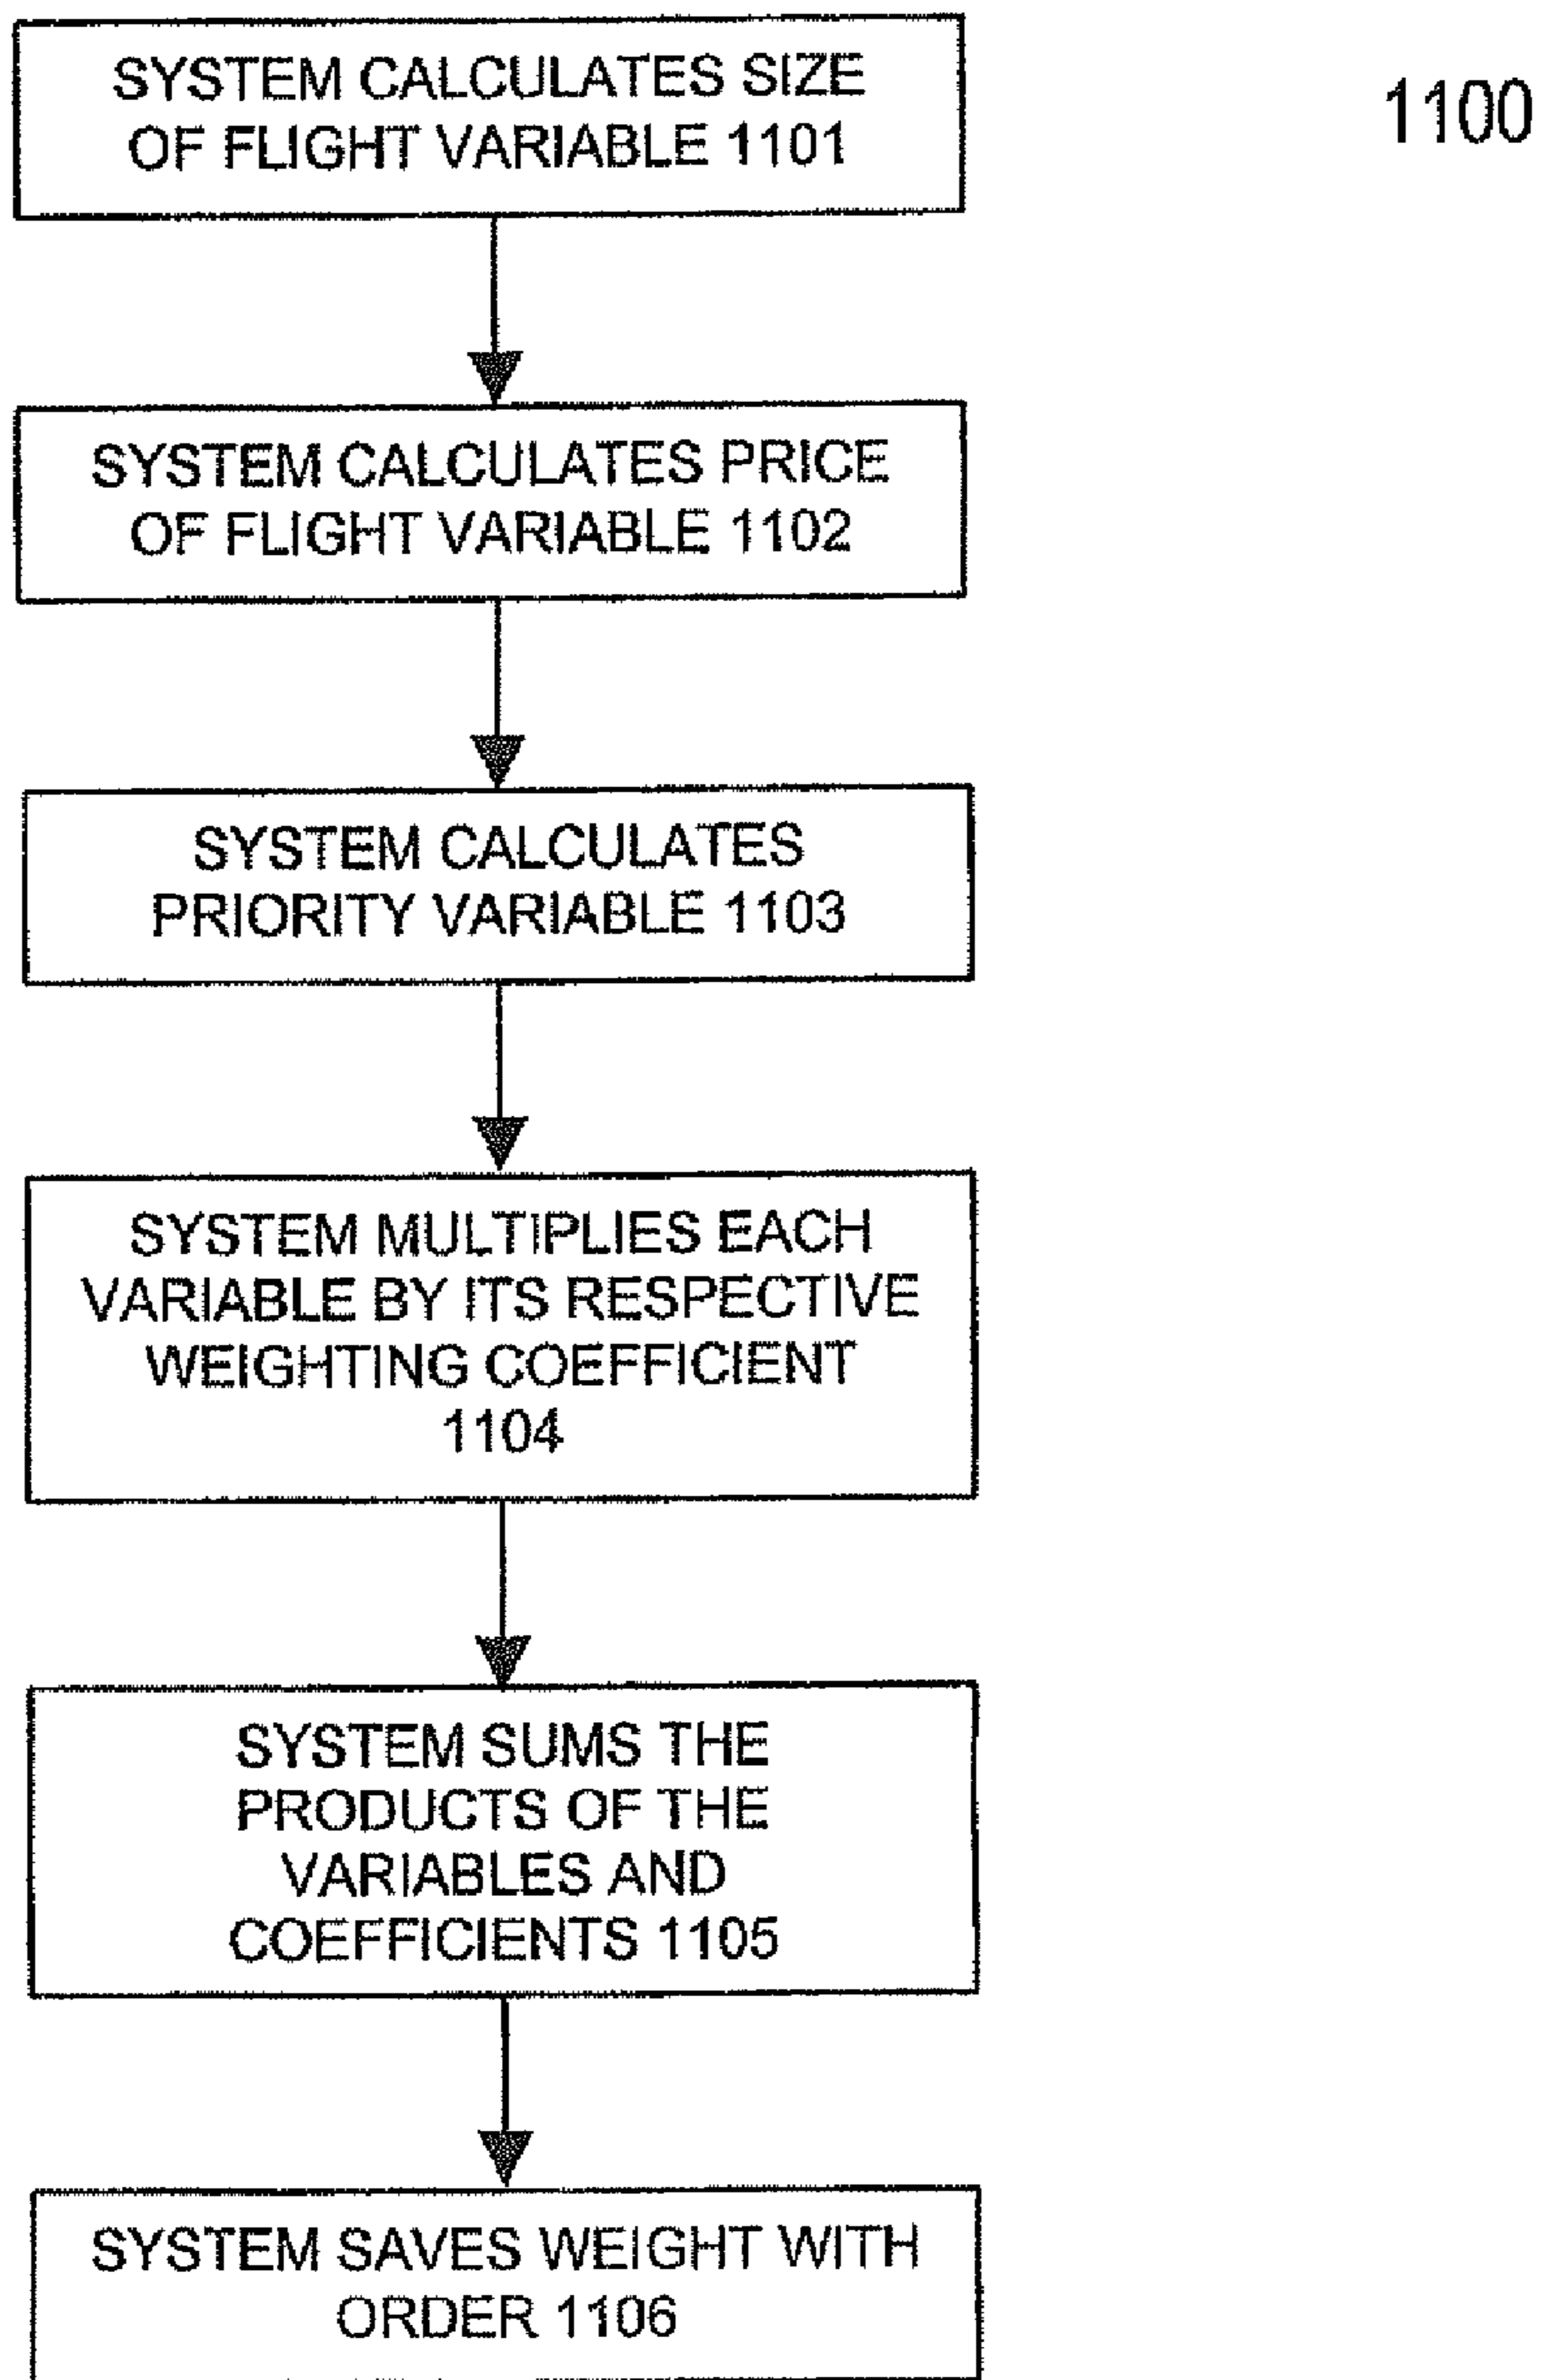 SYSTEM CALCULATES SIZE
OF FLIGHT VARIABLE 1101
1100
SYSTEM CALCULATES PRICE
OF FLIGHT VARIABLE 1102
SYSTEM CALCULATES
PRIORITY VARIABLE 1103
SYSTEM MULTIPLIES EACH
VARIABLE BY ITS RESPECTIVE
WEIGHTING COEFFICIENT
1104
SYSTEM SUMS THE
PRODUCTS OF THE
VARIABLES AND
COEFFICIENTS 1105
SYSTEM SAVES WEIGHT WITH
ORDER 1106